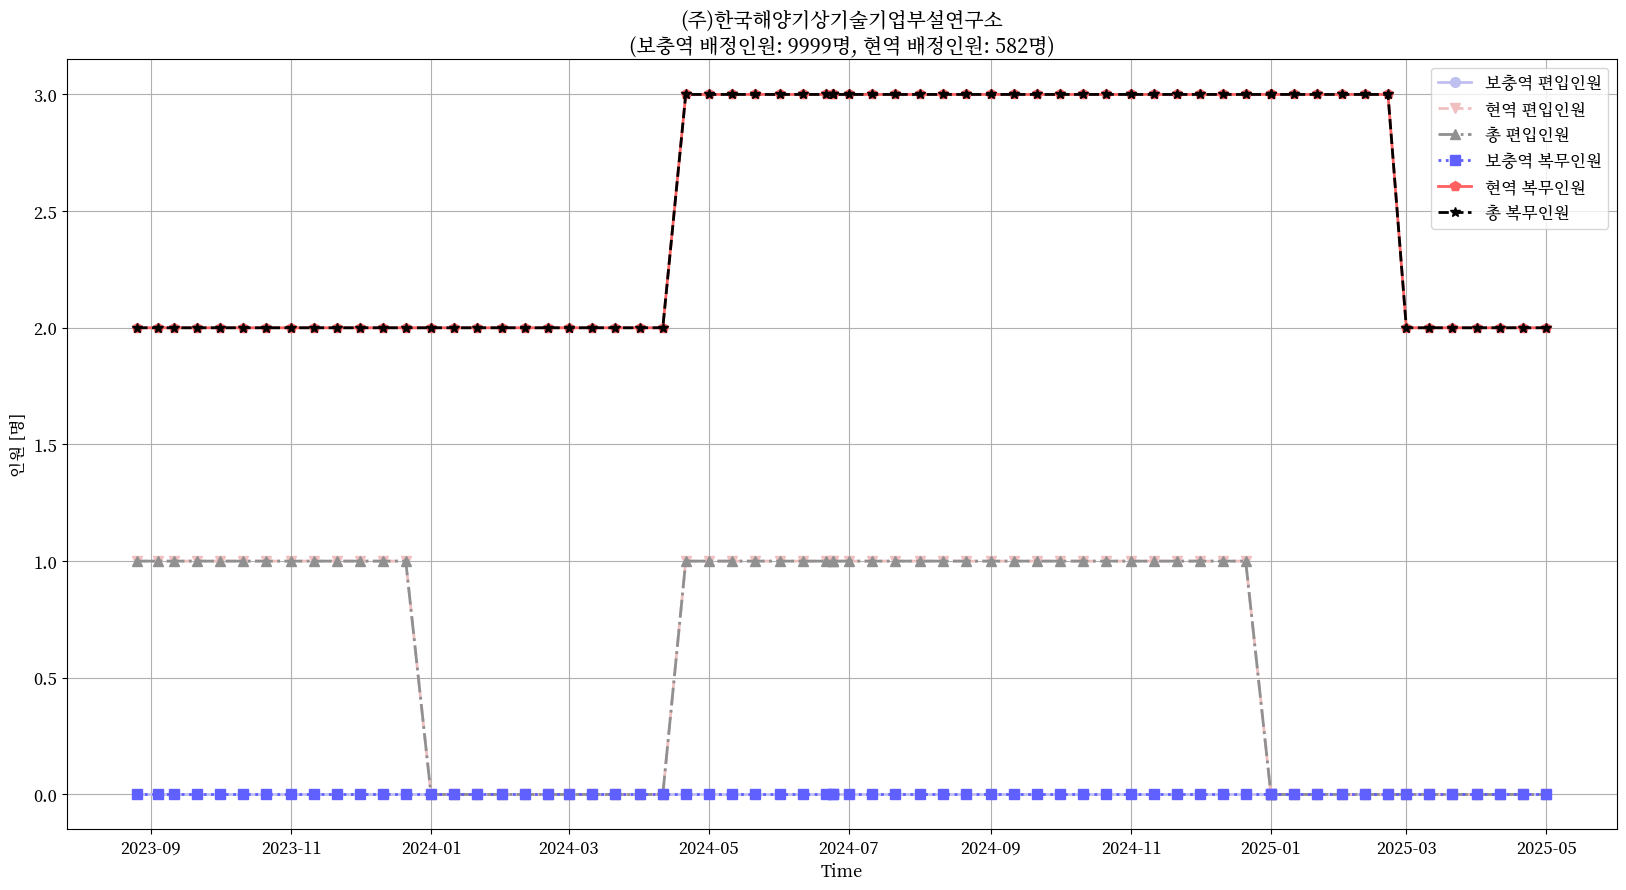 (주)한국해양기상기술기업부설연구소
(보충역 배정인원: 9999명, 현역 배정인원: 582명)
보충역 편입인원
현역 편입인원
총 편입인원
보충역 복무인원
현역 복무인원
총 복무인원
인원 [명]
3.0
2.5
2.0
1.5
1.0
0.5
0.0
2023-09 2023-11 2024-01 2024-03 2024-05 2024-07 2024-09 2024-11 2025-01 2025-03 2025-05
Time